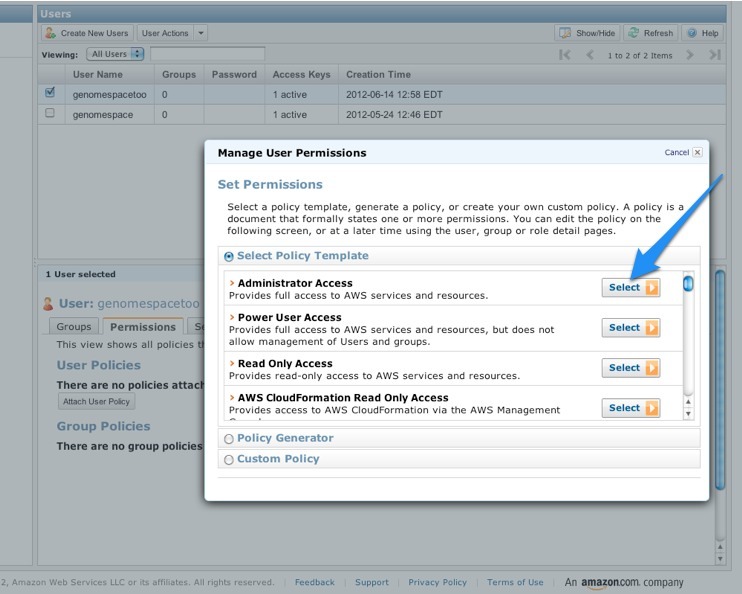 Users
Create New Users User Actions Show/Hide Refresh Help
Viewing: All Users 1 to 2 of 2 Items
User Name Groups Password Access Keys Creation Time
genomespacetoo 0 1 active 2012-06-14 12:58 EDT
genomespace 0 1 active 2012-05-24 12:46 EDT
Manage User Permissions Cancel
Set Permissions
Select a policy template, generate a policy, or create your own custom policy. A policy is a
document that formally states one or more permissions. You can edit the policy on the
following screen, or at a later time using the user, group or role detail pages.
Select Policy Template
Administrator Access
Provides full access to AWS services and resources.
Select
Power User Access
Provides full access to AWS services and resources, but does not
allow management of Users and groups.
Select
Read Only Access
Provides read-only access to AWS services and resources.
Select
AWS CloudFormation Read Only Access
Provides access to AWS CloudFormation via the AWS Management
Select
Policy Generator
Custom Policy
1 User selected
User: genomespacetoo
Groups Permissions
This view shows all policies
User Policies
There are no policies
Attach User Policy
Group Policies
There are no group policies
2, Amazon Web Services LLC or its affiliates. All rights reserved. Feedback Support Privacy Policy Terms of Use An amazon.com. company